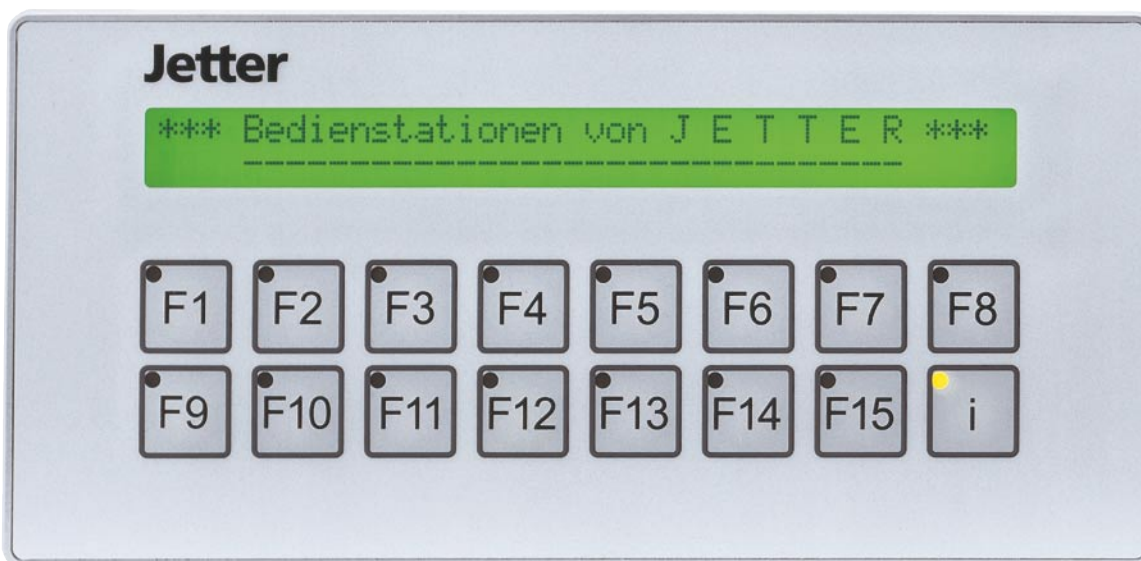 Jetter
*** Bedienstationen von J E T T E R ***
-------------------------------
F1 F2 F3 F4 F5 F6 F7 F8
F9 F10 F11 F12 F13 F14 F15 i